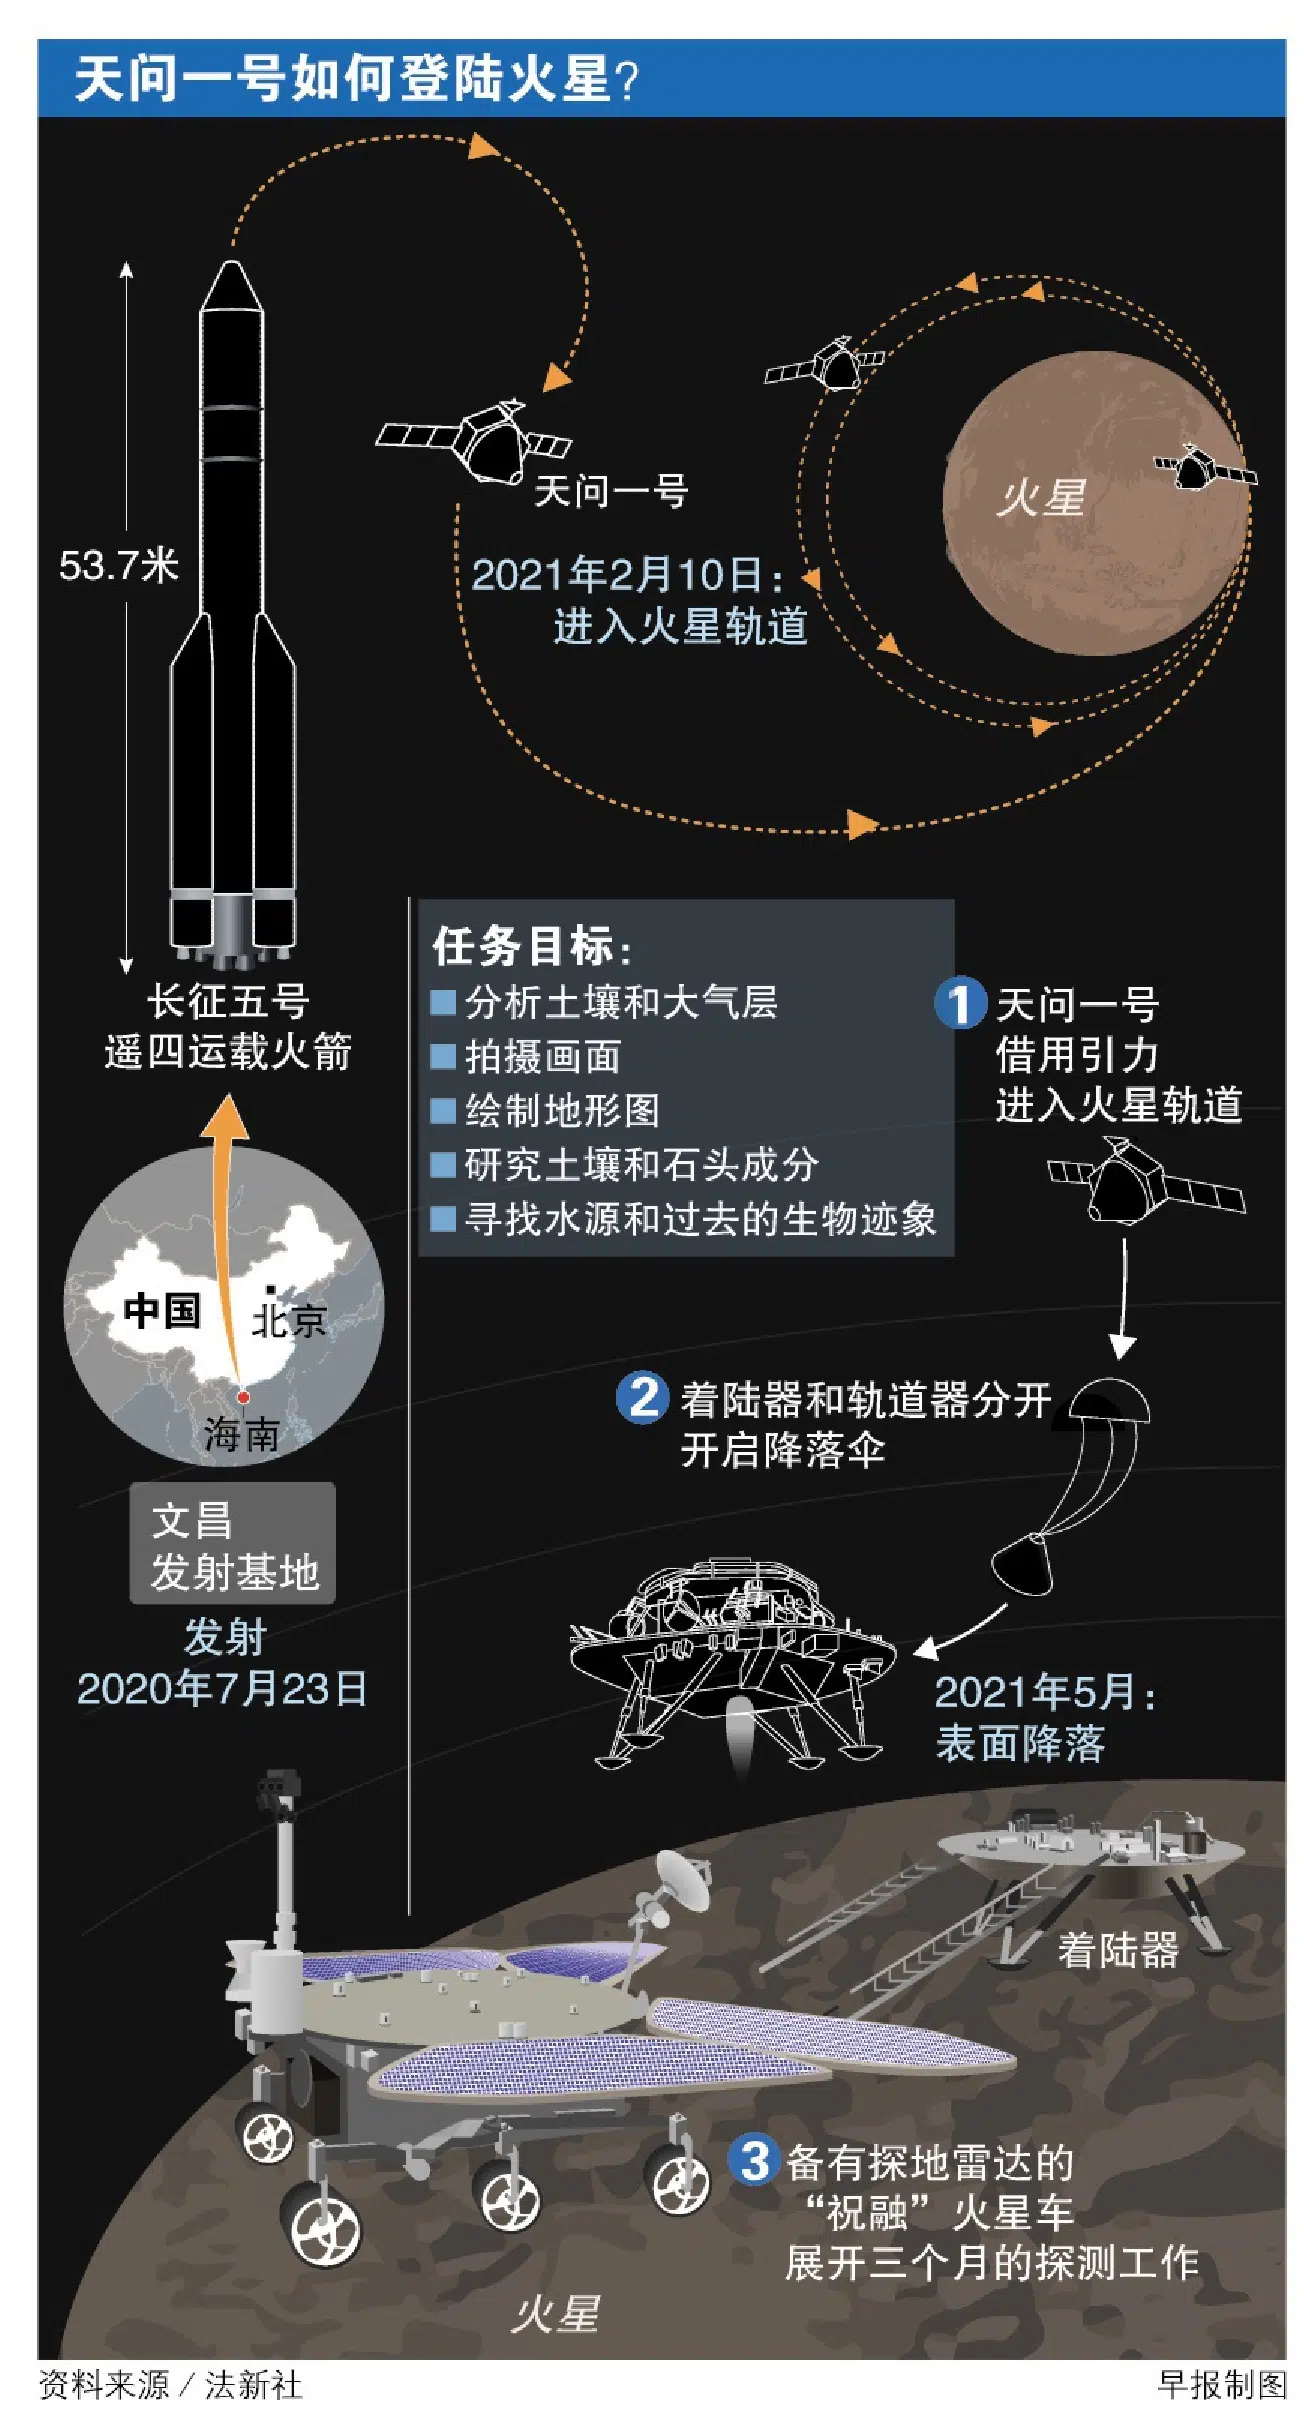 天问一号如何登陆火星?
53.7米
天问一号
2021年2月10日：
进入火星轨道
火星
长征五号
遥四运载火箭
中国
北京
海南
文昌
发射基地
发射
2020年7月23日
任务目标：
分析土壤和大气层
拍摄画面
绘制地形图
研究土壤和石头成分
寻找水源和过去的生物迹象
1 天问一号
借用引力
进入火星轨道
2 着陆器和轨道器分开
开启降落伞
2021年5月：
表面降落
着陆器
3 备有探地雷达的
“祝融”火星车
展开三个月的探测工作
火星
资料来源／法新社
早报制图